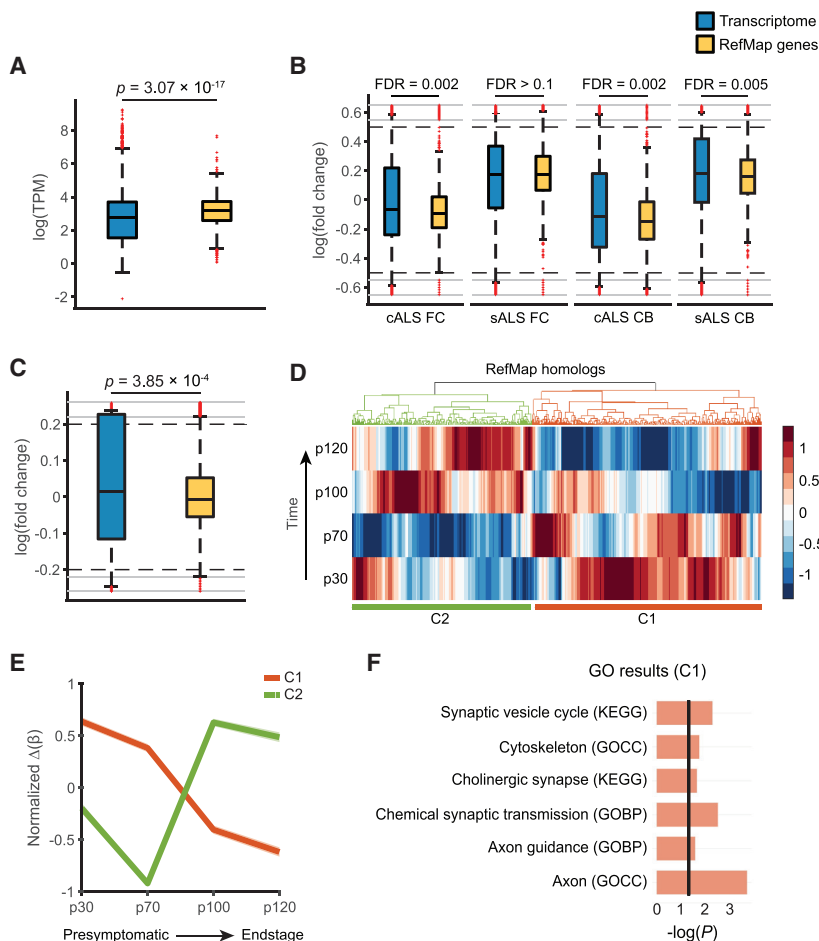 Transcriptome
RefMap genes
A
p = 3.07 × 10-17
log(TPM)
8
6
4
2
0
-2
B
FDR = 0.002
FDR > 0.1
FDR = 0.002
FDR = 0.005
log(fold change)
0.6
0.2
-0.2
-0.6
cALS FC
sALS FC
cALS CB
sALS CB
C
p = 3.85 × 10-4
log(fold change)
0.2
0.1
0
-0.1
-0.2
D
RefMap homologs
Time
p120
p100
p70
p30
C2
C1
1
0.5
0
-0.5
-1
E
C1
C2
Normalized Δ(β)
1
0.5
0
-0.5
-1
p30
p70
p100
p120
Presymptomatic
Endstage
F
GO results (C1)
Synaptic vesicle cycle (KEGG)
Cytoskeleton (GOCC)
Cholinergic synapse (KEGG)
Chemical synaptic transmission (GOBP)
Axon guidance (GOBP)
Axon (GOCC)
0 1 2 3
-log(P)